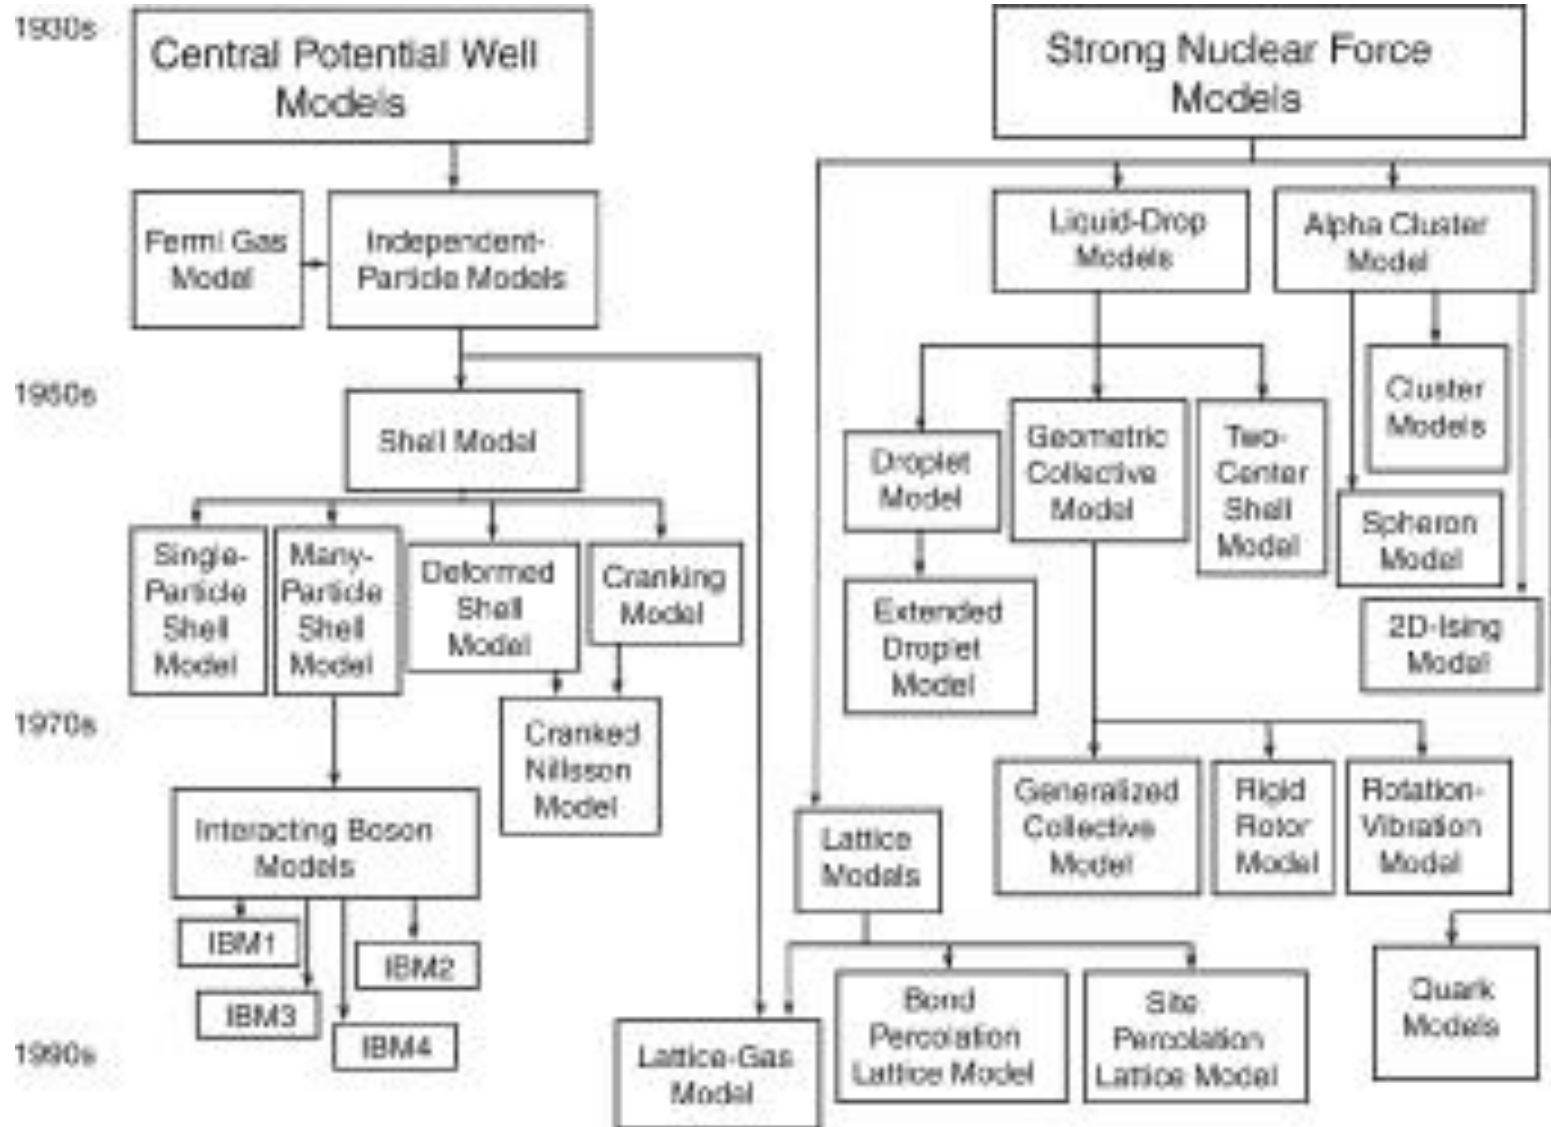 1930s
Central Potential Well
Models
Strong Nuclear Force
Models
Fermi Gas
Model
Independent-
Particle Models
Liquid-Drop
Models
Alpha Cluster
Model
1950s
Shell Model
Droplet
Model
Geometric
Collective
Model
Two-
Center
Shell
Model
Cluster
Models
Spheron
Model
Single-
Particle
Shell
Model
Many-
Particle
Shell
Model
Deformed
Shell
Model
Cranking
Model
Extended
Droplet
Model
2D-Ising
Model
1970s
Cranked
Nillsson
Model
Interacting Boson
Models
Lattice
Models
Generalized
Collective
Model
Rigid
Rotor
Model
Rotation-
Vibration
Model
IBM1
IBM2
IBM3
IBM4
1990s
Lattice-Gas
Model
Bond
Percolation
Lattice Model
Site
Percolation
Lattice Model
Quark
Models